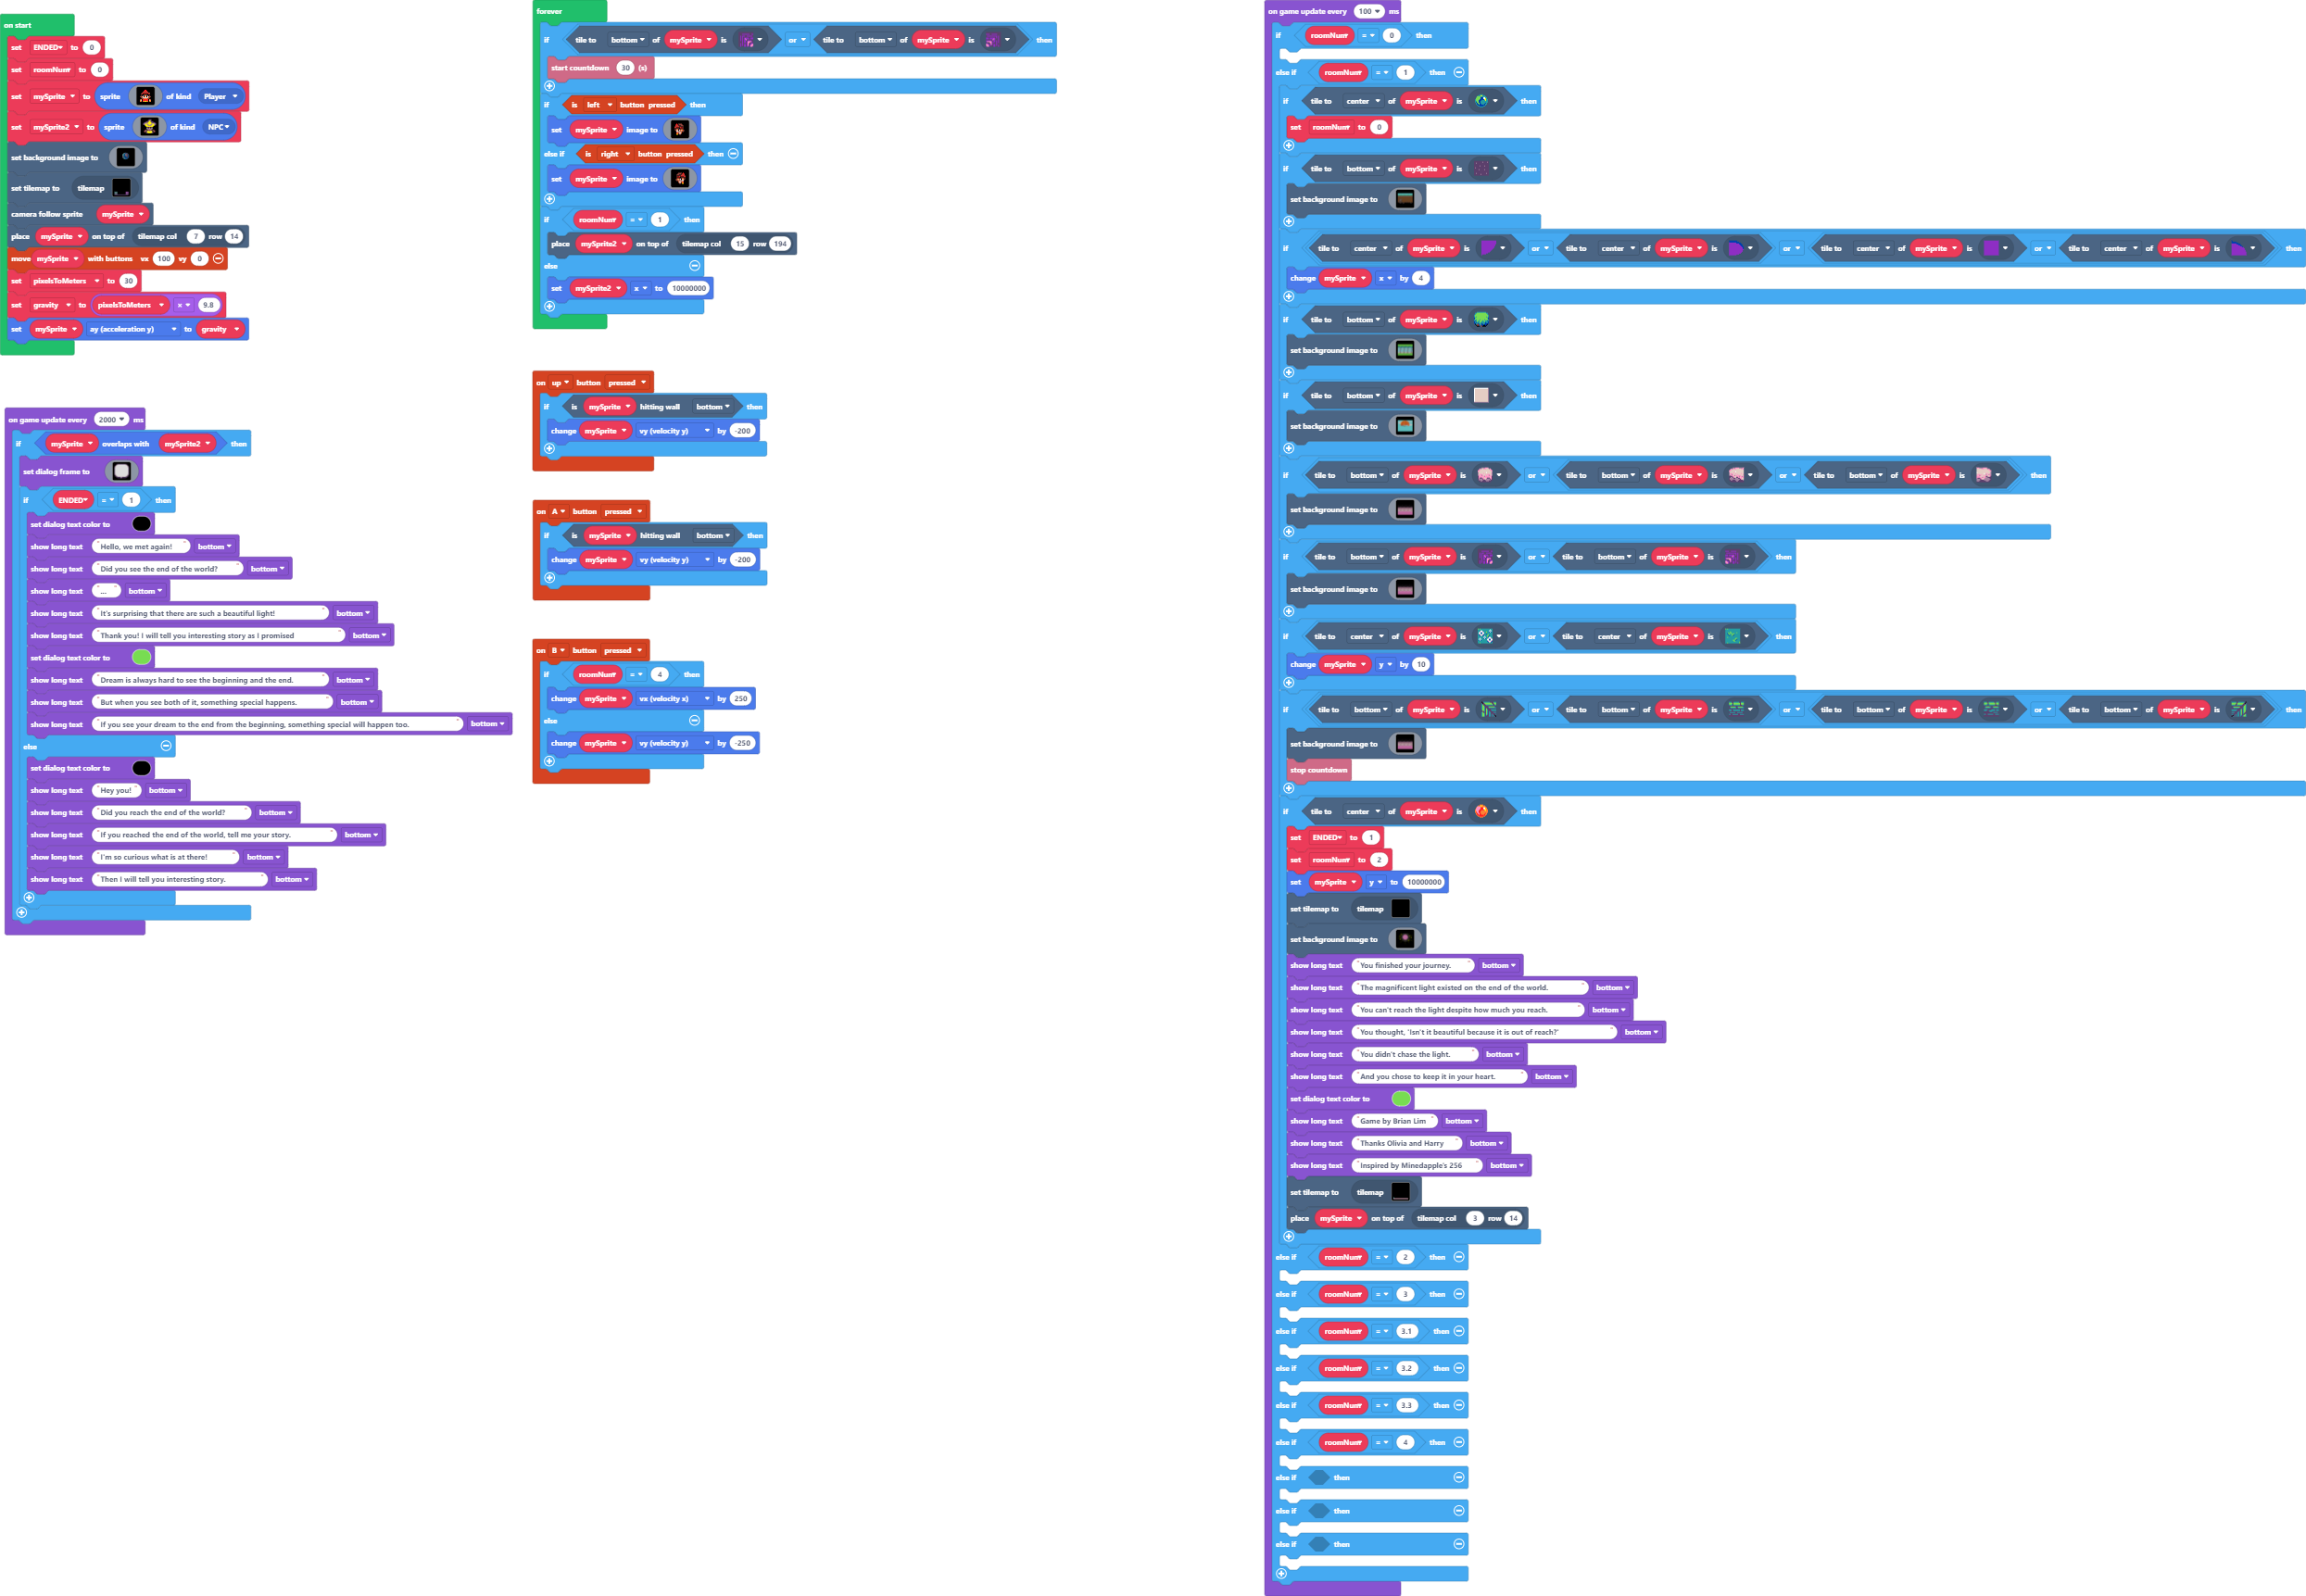 on start
set ENDED to 0
set roomNum to 0
set mySprite to sprite of kind Player
set mySprite2 to sprite of kind NPC
set background image to
set tilemap to tilemap
camera follow sprite mySprite
place mySprite on top of tilemap col 7 row 14
move mySprite with buttons vx 100 vy 0
set pixelsToMeters to 30
set gravity to pixelsToMeters x 9.8
set mySprite ay (acceleration y) to gravity
on game update every 2000 ms
if mySprite overlaps with mySprite2 then
set dialog frame to
if ENDED = 1 then
set dialog text color to
show long text "Hello, we met again!" bottom
show long text "Did you see the end of the world?" bottom
show long text "..." bottom
show long text "It's surprising that there are such a beautiful light!" bottom
show long text "Thank you! I will tell you interesting story as I promised" bottom
set dialog text color to
show long text "Dream is always hard to see the beginning and the end." bottom
show long text "But when you see both of it, something special happens." bottom
show long text "If you see your dream to the end from the beginning, something special will happen too." bottom
else
set dialog text color to
show long text "Hey you!" bottom
show long text "Did you reach the end of the world?" bottom
show long text "If you reached the end of the world, tell me your story." bottom
show long text "I'm so curious what is at there!" bottom
show long text "Then I will tell you interesting story." bottom
forever
if tile to bottom of mySprite is or tile to bottom of mySprite is then
start countdown 30 (s)
if is left button pressed then
set mySprite image to
else if is right button pressed then
set mySprite image to
if roomNum = 1 then
place mySprite2 on top of tilemap col 15 row 194
else
set mySprite2 x to 10000000
on up button pressed
if is mySprite hitting wall bottom then
change mySprite vy (velocity y) by -200
on A button pressed
if is mySprite hitting wall bottom then
change mySprite vy (velocity y) by -200
on B button pressed
if roomNum = 4 then
change mySprite vx (velocity x) by 250
else
change mySprite vy (velocity y) by -250
on game update every 100 ms
if roomNum = 0 then
else if roomNum = 1 then
if tile to center of mySprite is then
set roomNum to 0
if tile to bottom of mySprite is then
set background image to
if tile to center of mySprite is or tile to center of mySprite is or tile to center of mySprite is or tile to center of mySprite is then
change mySprite x by 4
if tile to bottom of mySprite is then
set background image to
if tile to bottom of mySprite is then
set background image to
if tile to bottom of mySprite is or tile to bottom of mySprite is or tile to bottom of mySprite is then
set background image to
if tile to bottom of mySprite is or tile to bottom of mySprite is then
set background image to
if tile to center of mySprite is or tile to center of mySprite is then
change mySprite y by 10
if tile to bottom of mySprite is or tile to bottom of mySprite is or tile to bottom of mySprite is or tile to bottom of mySprite is then
set background image to
stop countdown
if tile to center of mySprite is then
set ENDED to 1
set roomNum to 2
set mySprite y to 10000000
set tilemap to tilemap
set background image to
show long text "You finished your journey." bottom
show long text "The magnificent light existed on the end of the world." bottom
show long text "You can't reach the light despite how much you reach." bottom
show long text "You thought, 'Isn't it beautiful because it is out of reach?'" bottom
show long text "You didn't chase the light." bottom
show long text "And you chose to keep it in your heart." bottom
set dialog text color to
show long text "Game by Brian Lim" bottom
show long text "Thanks Olivia and Harry" bottom
show long text "Inspired by Minedapple's 256" bottom
set tilemap to tilemap
place mySprite on top of tilemap col 3 row 14
else if roomNum = 2 then
else if roomNum = 3 then
else if roomNum = 3.1 then
else if roomNum = 3.2 then
else if roomNum = 3.3 then
else if roomNum = 4 then
else if then
else if then
else if then